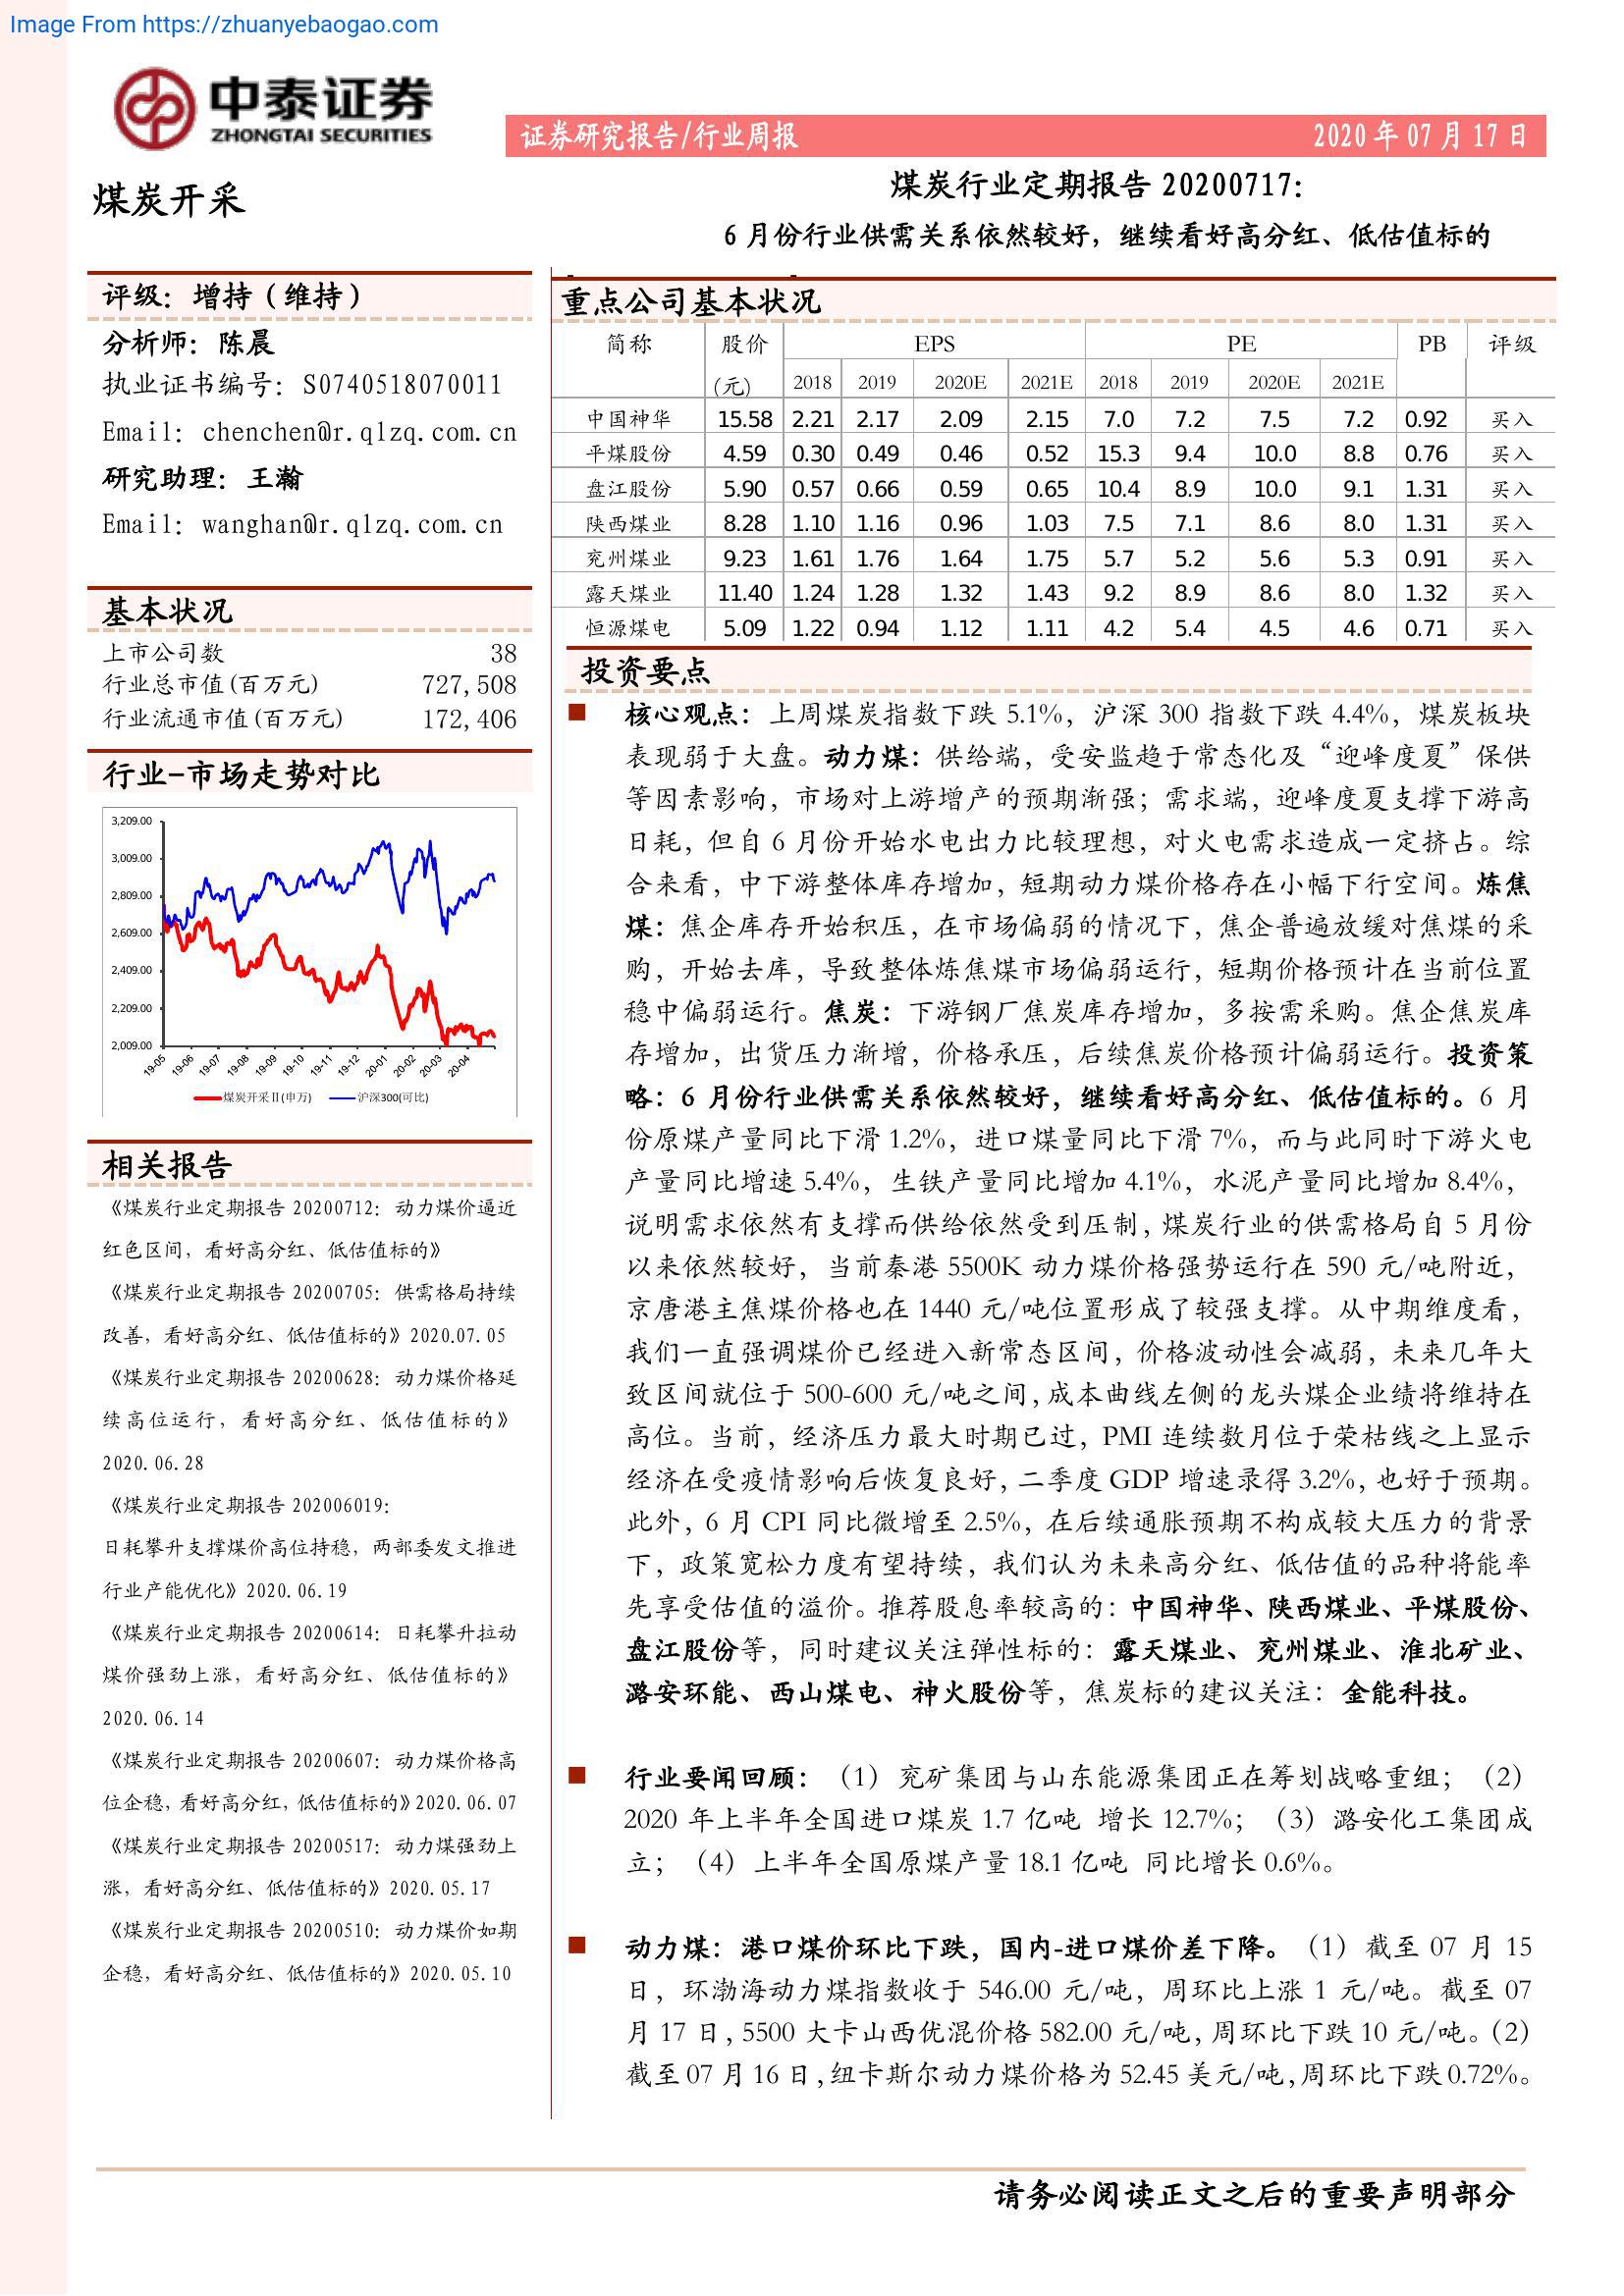 Image From https://zhuanyebaogao.com
中泰证券
ZHONGTAI SECURITIES
证券研究报告/行业周报 2020 年 07 月 17 日
煤炭开采
煤炭行业定期报告 20200717：
6 月份行业供需关系依然较好，继续看好高分红、低估值标的
评级：增持（维持）
分析师：陈晨
执业证书编号：S0740518070011
Email：chenchen@r.qlzq.com.cn
研究助理：王瀚
Email：wanghan@r.qlzq.com.cn
基本状况
上市公司数 38
行业总市值(百万元) 727,508
行业流通市值(百万元) 172,406
行业-市场走势对比
3,209.00
3,009.00
2,809.00
2,609.00
2,409.00
2,209.00
2,009.00
19-05 19-06 19-07 19-08 19-09 19-10 19-11 19-12 20-01 20-02 20-03 20-04
煤炭开采Ⅱ(申万) 沪深300(可比)
相关报告
《煤炭行业定期报告 20200712：动力煤价逼近
红色区间，看好高分红、低估值标的》
《煤炭行业定期报告 20200705：供需格局持续
改善，看好高分红、低估值标的》2020.07.05
《煤炭行业定期报告 20200628：动力煤价格延
续高位运行，看好高分红、低估值标的》
2020.06.28
《煤炭行业定期报告 202006019：
日耗攀升支撑煤价高位持稳，两部委发文推进
行业产能优化》2020.06.19
《煤炭行业定期报告 20200614：日耗攀升拉动
煤价强劲上涨，看好高分红、低估值标的》
2020.06.14
《煤炭行业定期报告 20200607：动力煤价格高
位企稳，看好高分红，低估值标的》2020.06.07
《煤炭行业定期报告 20200517：动力煤强劲上
涨，看好高分红、低估值标的》2020.05.17
《煤炭行业定期报告 20200510：动力煤价如期
企稳，看好高分红、低估值标的》2020.05.10
重点公司基本状况
简称 股价 EPS PE PB 评级
(元) 2018 2019 2020E 2021E 2018 2019 2020E 2021E
中国神华 15.58 2.21 2.17 2.09 2.15 7.0 7.2 7.5 7.2 0.92 买入
平煤股份 4.59 0.30 0.49 0.46 0.52 15.3 9.4 10.0 8.8 0.76 买入
盘江股份 5.90 0.57 0.66 0.59 0.65 10.4 8.9 10.0 9.1 1.31 买入
陕西煤业 8.28 1.10 1.16 0.96 1.03 7.5 7.1 8.6 8.0 1.31 买入
兖州煤业 9.23 1.61 1.76 1.64 1.75 5.7 5.2 5.6 5.3 0.91 买入
露天煤业 11.40 1.24 1.28 1.32 1.43 9.2 8.9 8.6 8.0 1.32 买入
恒源煤电 5.09 1.22 0.94 1.12 1.11 4.2 5.4 4.5 4.6 0.71 买入
投资要点
核心观点：上周煤炭指数下跌 5.1%，沪深 300 指数下跌 4.4%，煤炭板块
表现弱于大盘。动力煤：供给端，受安监趋于常态化及“迎峰度夏”保供
等因素影响，市场对上游增产的预期渐强；需求端，迎峰度夏支撑下游高
日耗，但自 6 月份开始水电出力比较理想，对火电需求造成一定挤占。综
合来看，中下游整体库存增加，短期动力煤价格存在小幅下行空间。炼焦
煤：焦企库存开始积压，在市场偏弱的情况下，焦企普遍放缓对焦煤的采
购，开始去库，导致整体炼焦煤市场偏弱运行，短期价格预计在当前位置
稳中偏弱运行。焦炭：下游钢厂焦炭库存增加，多按需采购。焦企焦炭库
存增加，出货压力渐增，价格承压，后续焦炭价格预计偏弱运行。投资策
略：6 月份行业供需关系依然较好，继续看好高分红、低估值标的。6 月
份原煤产量同比下滑 1.2%，进口煤量同比下滑 7%，而与此同时下游火电
产量同比增速 5.4%，生铁产量同比增加 4.1%，水泥产量同比增加 8.4%，
说明需求依然有支撑而供给依然受到压制，煤炭行业的供需格局自 5 月份
以来依然较好，当前秦港 5500K 动力煤价格强势运行在 590 元/吨附近，
京唐港主焦煤价格也在 1440 元/吨位置形成了较强支撑。从中期维度看，
我们一直强调煤价已经进入新常态区间，价格波动性会减弱，未来几年大
致区间就位于 500-600 元/吨之间，成本曲线左侧的龙头煤企业绩将维持在
高位。当前，经济压力最大时期已过，PMI 连续数月位于荣枯线之上显示
经济在受疫情影响后恢复良好，二季度 GDP 增速录得 3.2%，也好于预期。
此外，6 月 CPI 同比微增至 2.5%，在后续通胀预期不构成较大压力的背景
下，政策宽松力度有望持续，我们认为未来高分红、低估值的品种将能率
先享受估值的溢价。推荐股息率较高的：中国神华、陕西煤业、平煤股份、
盘江股份等，同时建议关注弹性标的：露天煤业、兖州煤业、淮北矿业、
潞安环能、西山煤电、神火股份等，焦炭标的建议关注：金能科技。
行业要闻回顾：（1）兖矿集团与山东能源集团正在筹划战略重组；（2）
2020 年上半年全国进口煤炭 1.7 亿吨 增长 12.7%；（3）潞安化工集团成
立；（4）上半年全国原煤产量 18.1 亿吨 同比增长 0.6%。
动力煤：港口煤价环比下跌，国内-进口煤价差下降。（1）截至 07 月 15
日，环渤海动力煤指数收于 546.00 元/吨，周环比上涨 1 元/吨。截至 07
月 17 日，5500 大卡山西优混价格 582.00 元/吨，周环比下跌 10 元/吨。（2）
截至 07 月 16 日，纽卡斯尔动力煤价格为 52.45 美元/吨，周环比下跌 0.72%。
请务必阅读正文之后的重要声明部分